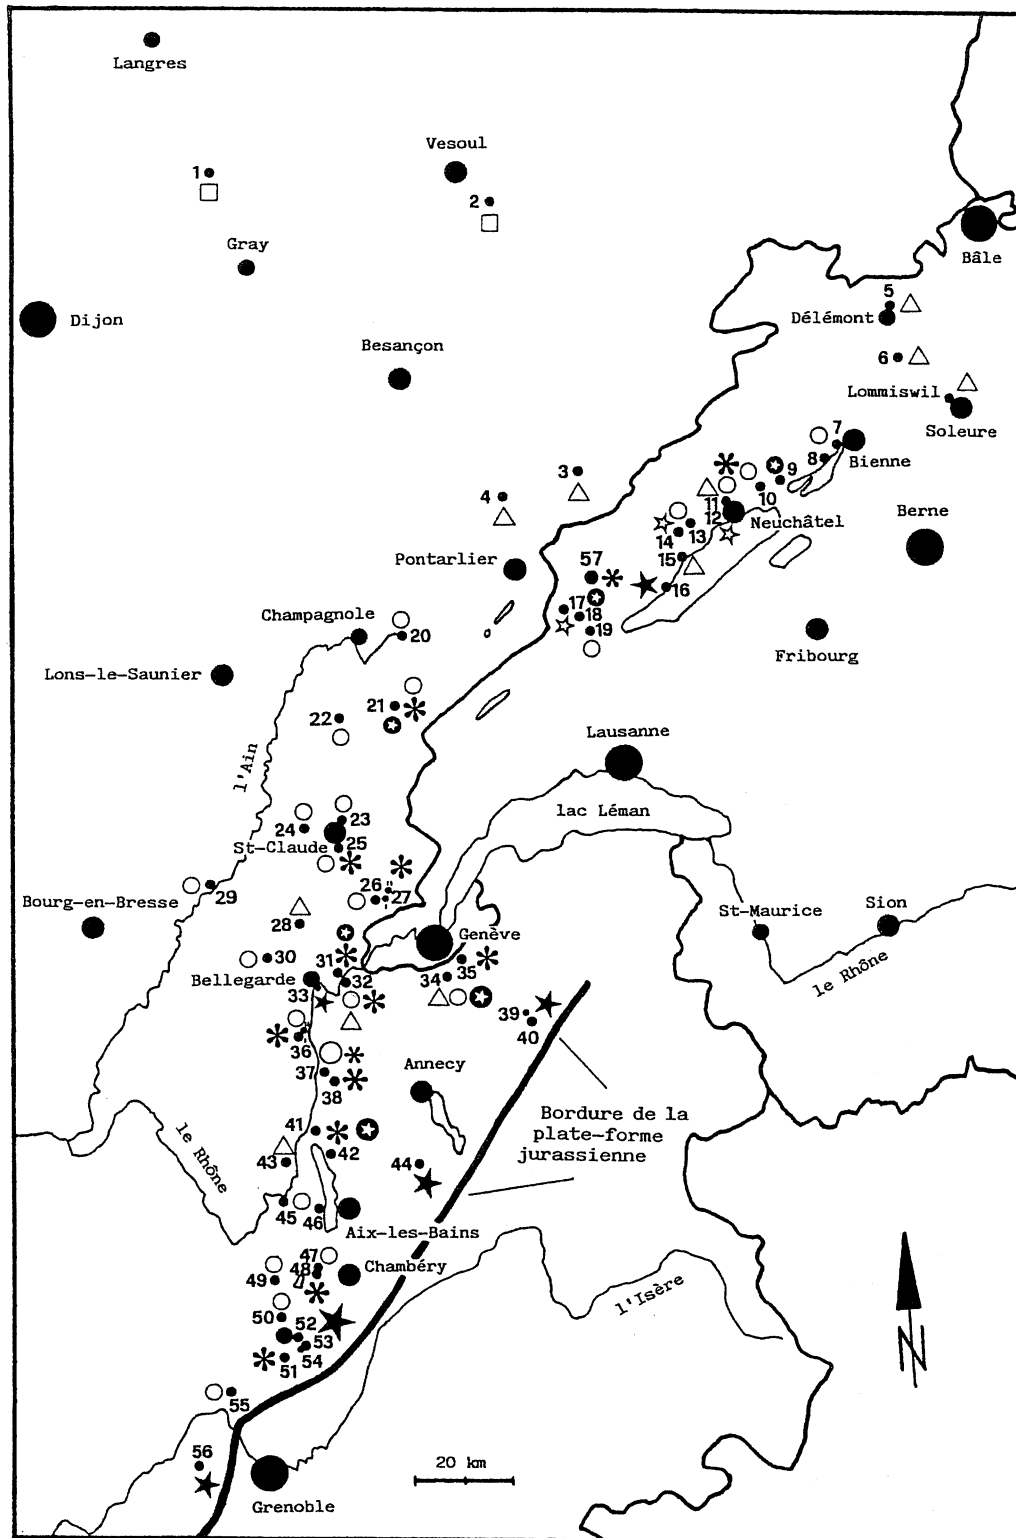 Langres
Vesoul
1
2
Gray
Bâle
5
Dijon
Délémont
Besançon
6
Lommiswil
Soleure
7
8
Bienne
9
3
10
4
11
12
Neuchâtel
Berne
13
14
Pontarlier
15
57
16
17
18
Champagnole
19
20
Fribourg
Lons-le-Saunier
21
22
Lausanne
l'Ain
lac Léman
23
24
St-Claude
25
26
27
29
Bourg-en-Bresse
St-Maurice
Sion
28
Genève
30
31
35
le Rhône
Bellegarde
32
34
33
39
40
36
Annecy
37
38
Bordure de la
plate-forme
jurassienne
41
le Rhône
42
43
44
45
46
Aix-les-Bains
47
48
Chambéry
49
l'Isère
50
52
53
54
51
N
55
56
20 km
Grenoble